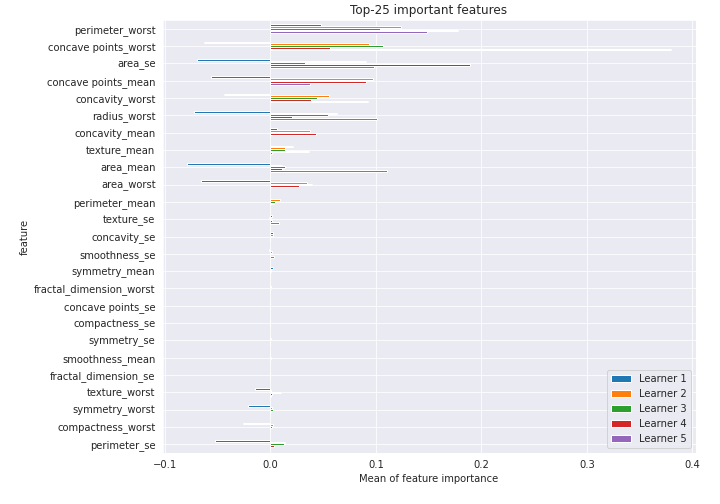 Top-25 important features
perimeter_worst
concave points_worst
area_se
concave points_mean
concavity_worst
radius_worst
concavity_mean
texture_mean
area_mean
area_worst
perimeter_mean
texture_se
concavity_se
smoothness_se
symmetry_mean
fractal_dimension_worst
concave points_se
compactness_se
symmetry_se
smoothness_mean
fractal_dimension_se
texture_worst
symmetry_worst
compactness_worst
perimeter_se
feature
Learner 1
Learner 2
Learner 3
Learner 4
Learner 5
−0.1 0.0 0.1 0.2 0.3 0.4
Mean of feature importance